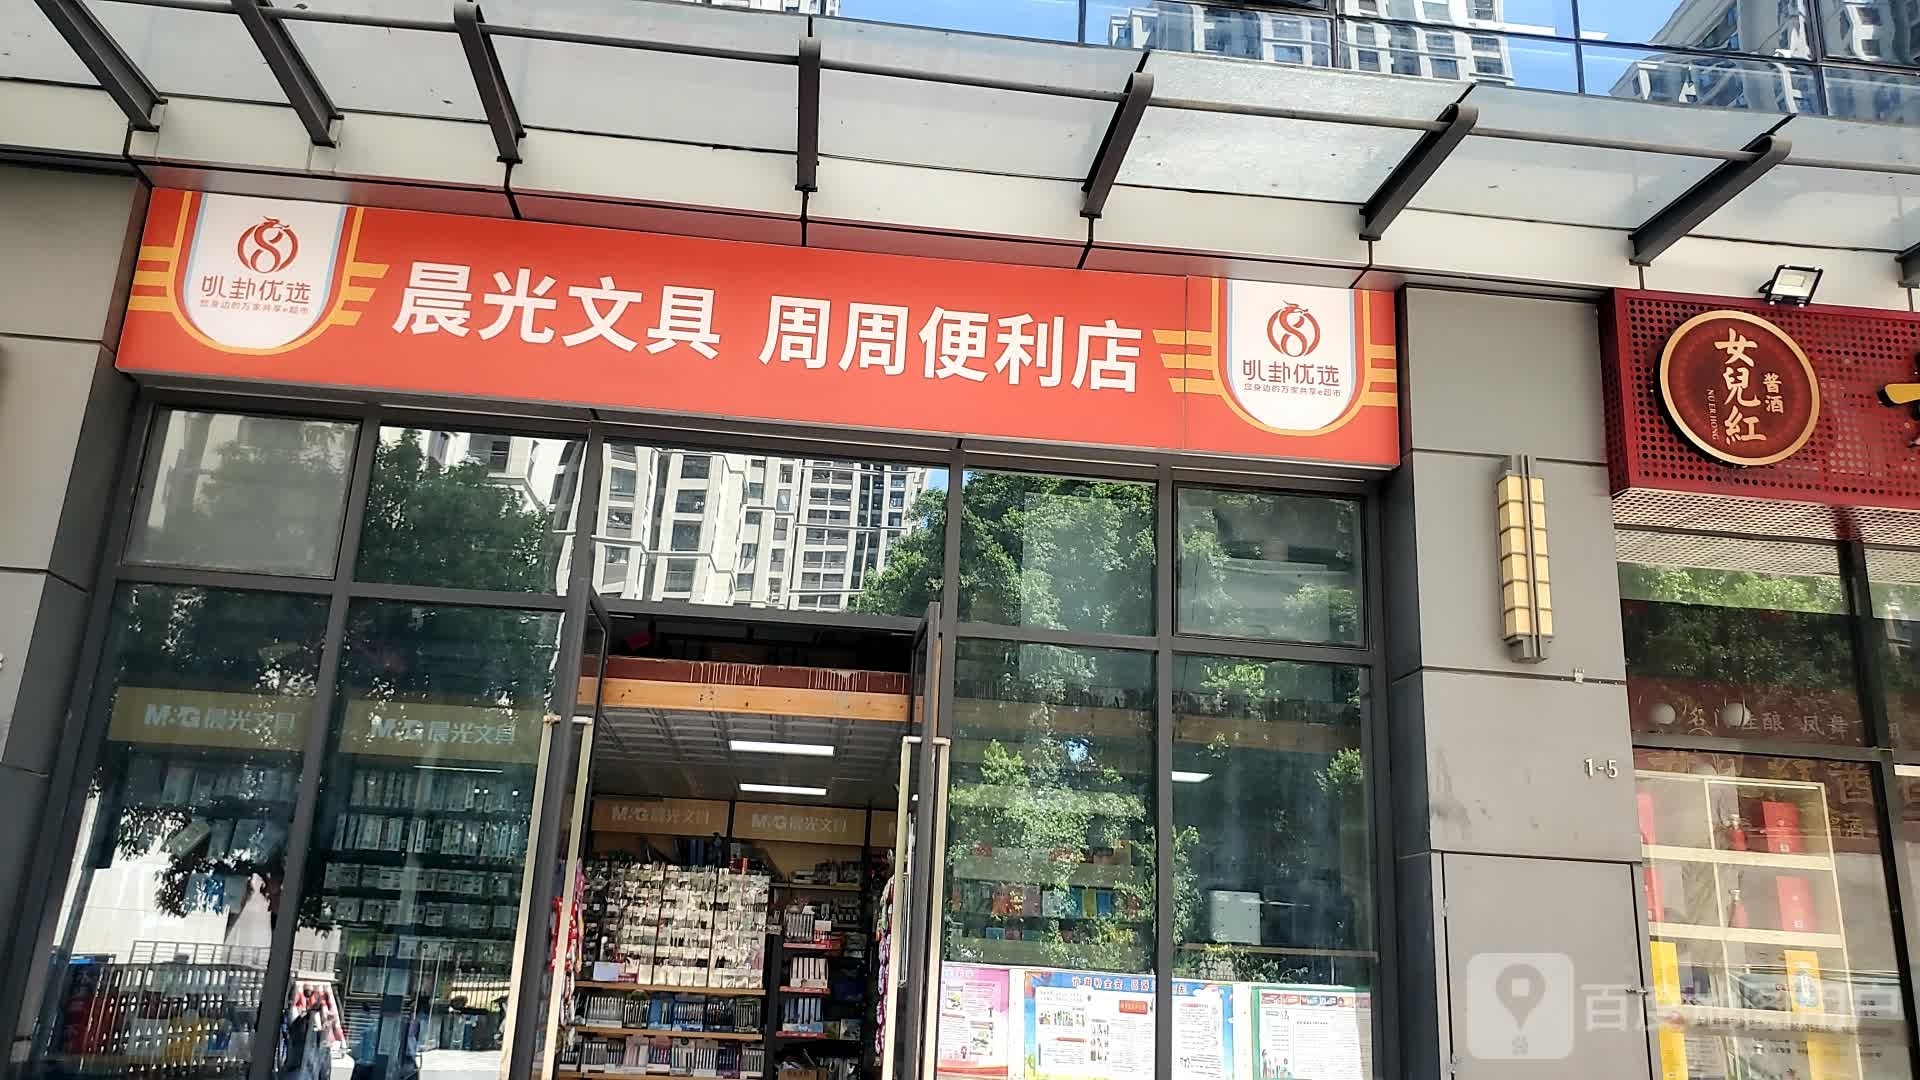 叭卦优选
您身边的万家共享e超市
晨光文具 周周便利店
叭卦优选
您身边的万家共享e超市
女兒紅
酱酒
NU ER HONG
M&G晨光文具
M&G晨光文具
M&G晨光文具
M&G晨光文具
1-5